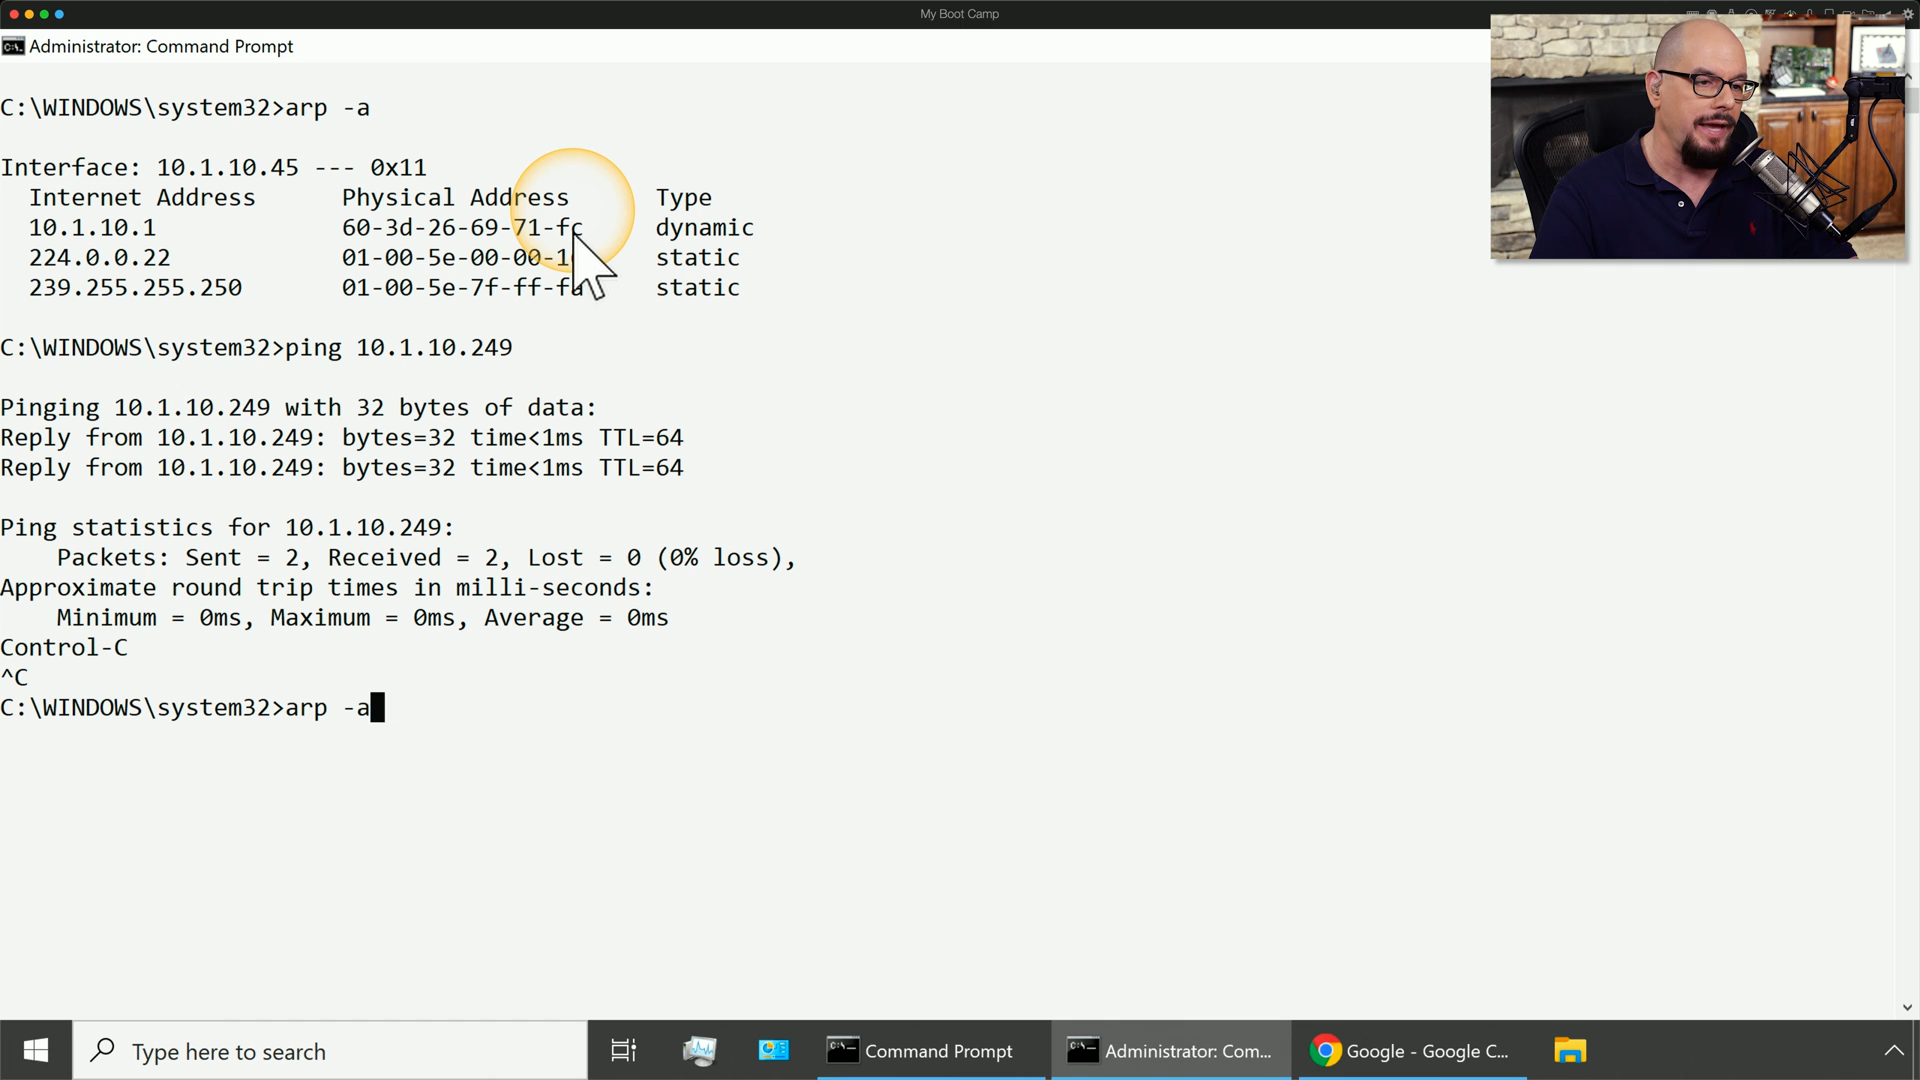 My Boot Camp
Administrator: Command Prompt
C:\WINDOWS\system32>arp -a
Interface: 10.1.10.45 --- 0x11
Internet Address Physical Address Type
10.1.10.1 60-3d-26-69-71-fc dynamic
224.0.0.22 static
239.255.255.250 static
C:\WINDOWS\system32>ping 10.1.10.249
Pinging 10.1.10.249 with 32 bytes of data:
Reply from 10.1.10.249: bytes=32 time<1ms TTL=64
Reply from 10.1.10.249: bytes=32 time<1ms TTL=64
Ping statistics for 10.1.10.249:
Packets: Sent = 2, Received = 2, Lost = 0 (0% loss),
Approximate round trip times in milli-seconds:
Minimum = 0ms, Maximum = 0ms, Average = 0ms
Control-C
^C
C:\WINDOWS\system32>arp -a
Type here to search
Command Prompt
Administrator: Com...
Google - Google C...